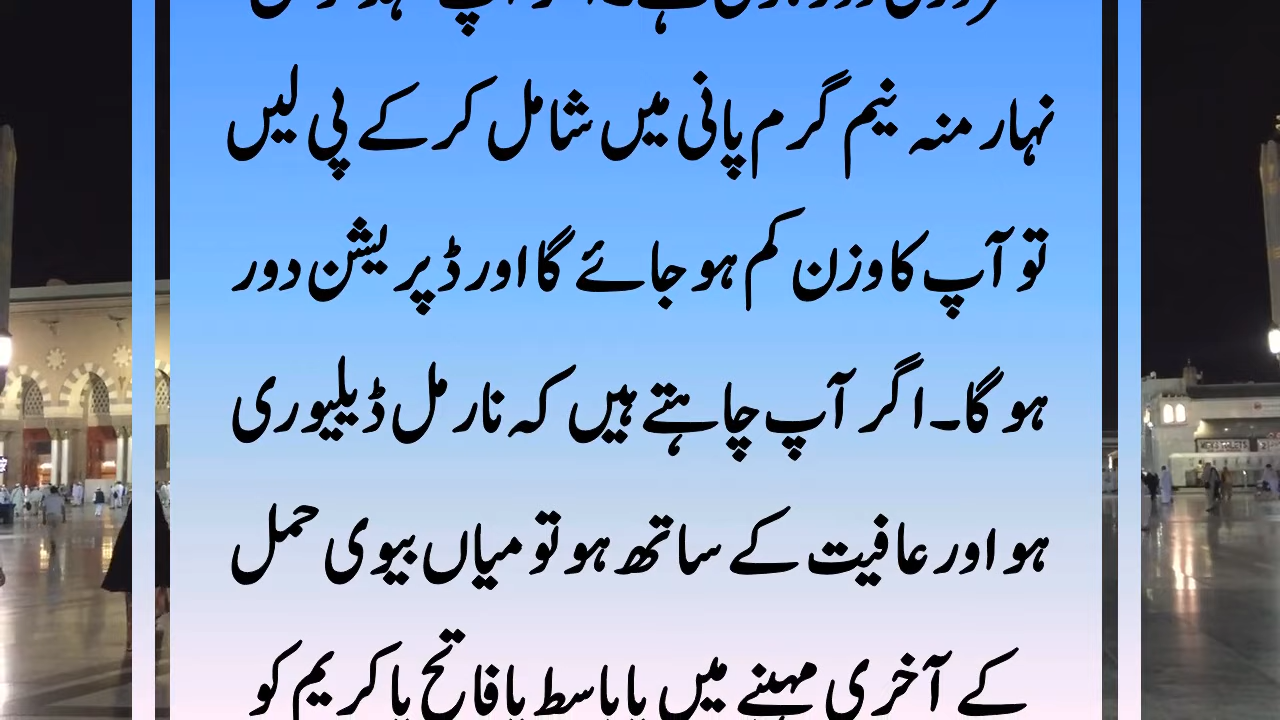 نہار منہ نیم گرم پانی میں شامل کر کے پی لیں
تو آپ کا وزن کم ہو جائے گا اور ڈپریشن دور
ہو گا۔ اگر آپ چاہتے ہیں کہ نارمل ڈیلیوری
ہو اور عافیت کے ساتھ ہو تو میاں بیوی حمل
کے آخری مہینے میں یا باسط یا فاتح یا کریم کو